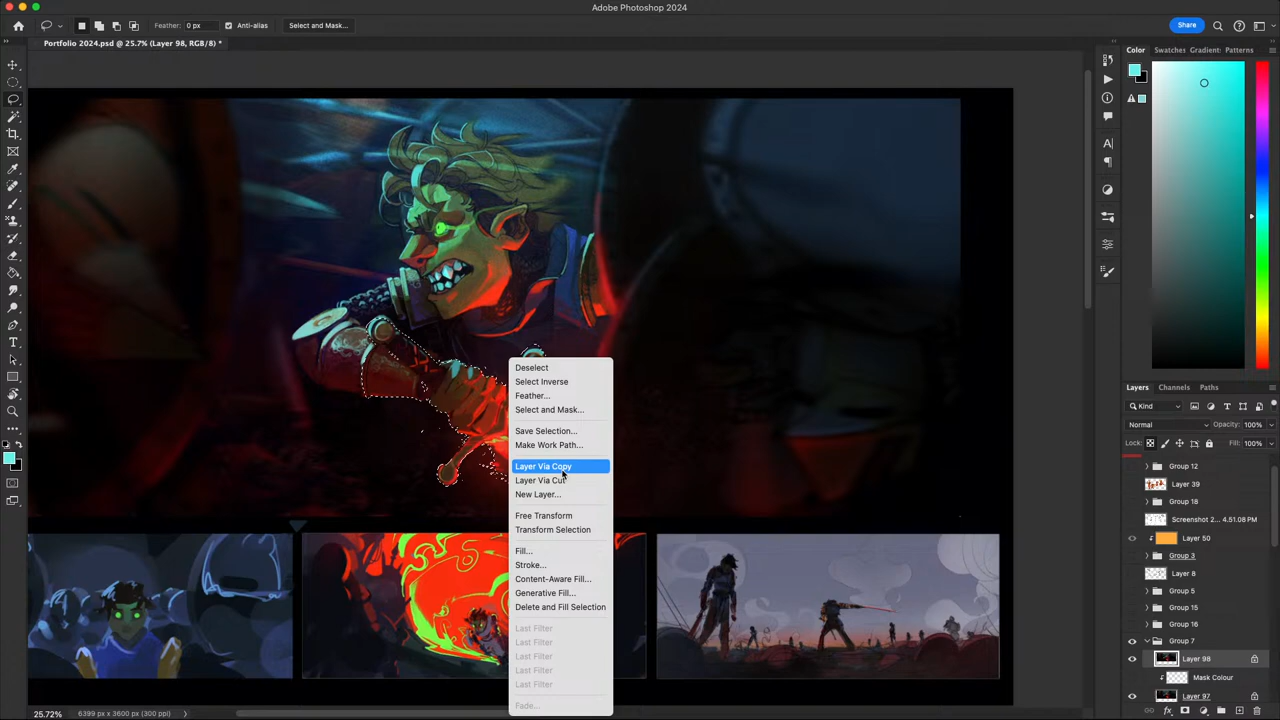 Adobe Photoshop 2024
Feather: 0 px
Anti-alias
Select and Mask...
Share
Portfolio 2024.psd @ 25.7% (Layer 98, RGB/8) *
Color
Swatches
Gradient:
Patterns
Deselect
Select Inverse
Feather...
Select and Mask...
Save Selection...
Make Work Path...
Layer Via Copy
Layer Via Cut
New Layer...
Free Transform
Transform Selection
Fill...
Stroke...
Content-Aware Fill...
Generative Fill...
Delete and Fill Selection
Last Filter
Last Filter
Last Filter
Last Filter
Last Filter
Fade...
Layers
Channels
Paths
Kind
Normal
Opacity: 100%
Lock:
Fill: 100%
Group 12
Layer 39
Group 18
Screenshot 2... 4.51.08 PM
Layer 50
Group 3
Layer 8
Group 5
Group 15
Group 16
Group 7
Layer 98
Mask Colour
Layer 97
25.72%
6399 px x 3600 px (300 ppi)